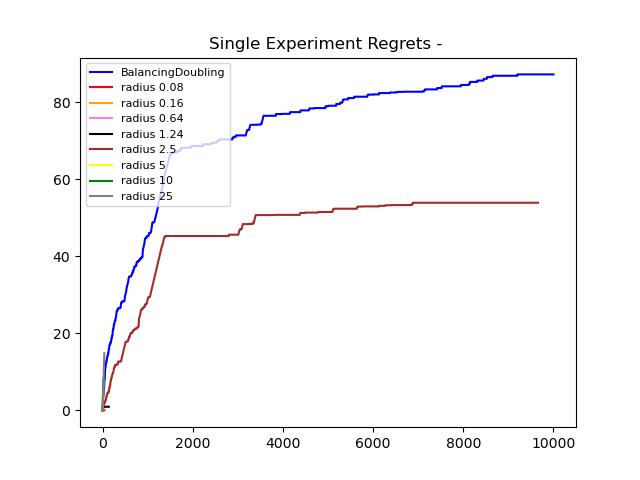 Single Experiment Regrets -
BalancingDoubling
radius 0.08
radius 0.16
radius 0.64
radius 1.24
radius 2.5
radius 5
radius 10
radius 25
80
60
40
20
0
0 2000 4000 6000 8000 10000